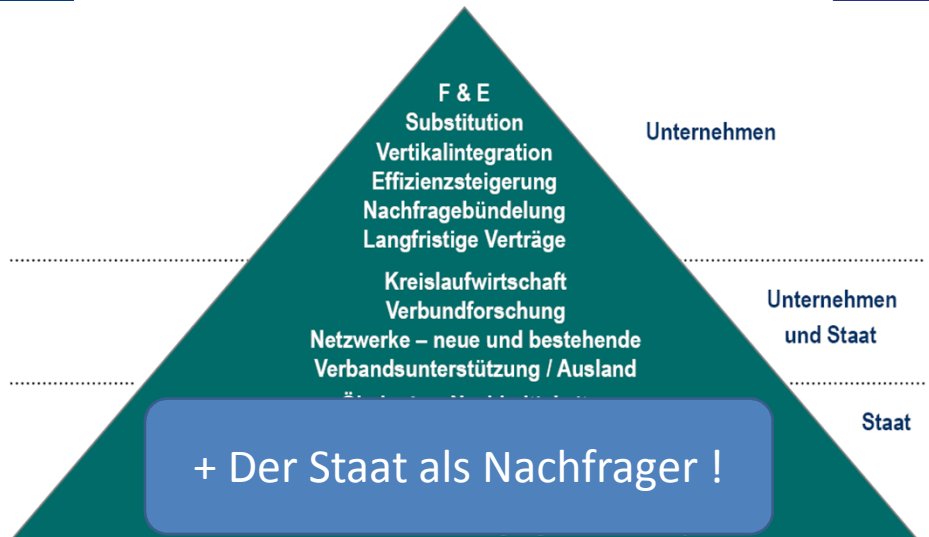 F & E
Substitution
Vertikalintegration
Effizienzsteigerung
Nachfragebündelung
Langfristige Verträge
Unternehmen
Kreislaufwirtschaft
Verbundforschung
Netzwerke – neue und bestehende
Verbandsunterstützung / Ausland
Unternehmen
und Staat
Staat
+ Der Staat als Nachfrager !